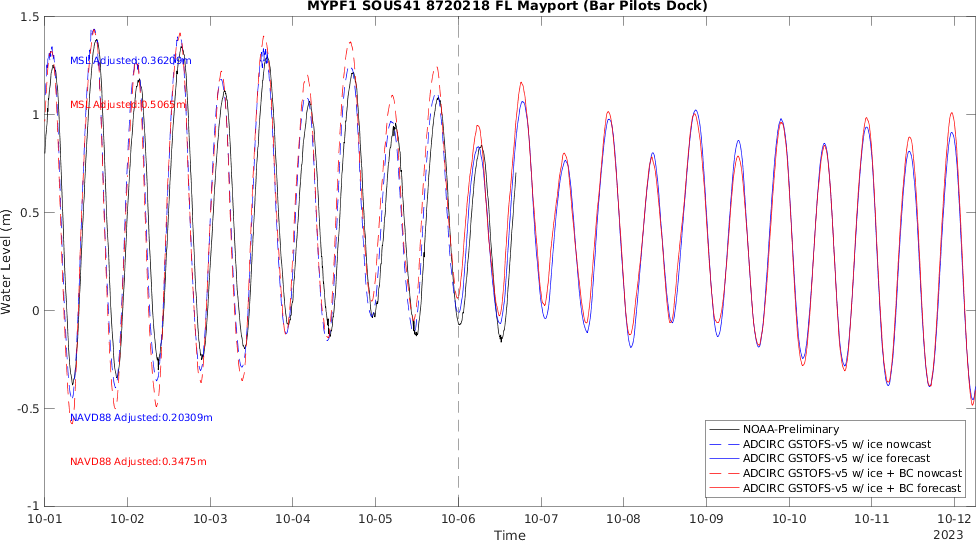 MYPF1 SOUS41 8720218 FL Mayport (Bar Pilots Dock)
1.5
1
0.5
0
-0.5
-1
Water Level (m)
MSL Adjusted:0.36209m
MSL Adjusted:0.5065m
NAVD88 Adjusted:0.20309m
NAVD88 Adjusted:0.3475m
NOAA-Preliminary
ADCIRC GSTOFS-v5 w/ ice nowcast
ADCIRC GSTOFS-v5 w/ ice forecast
ADCIRC GSTOFS-v5 w/ ice + BC nowcast
ADCIRC GSTOFS-v5 w/ ice + BC forecast
10-01 10-02 10-03 10-04 10-05 10-06 10-07 10-08 10-09 10-10 10-11 10-12
2023
Time